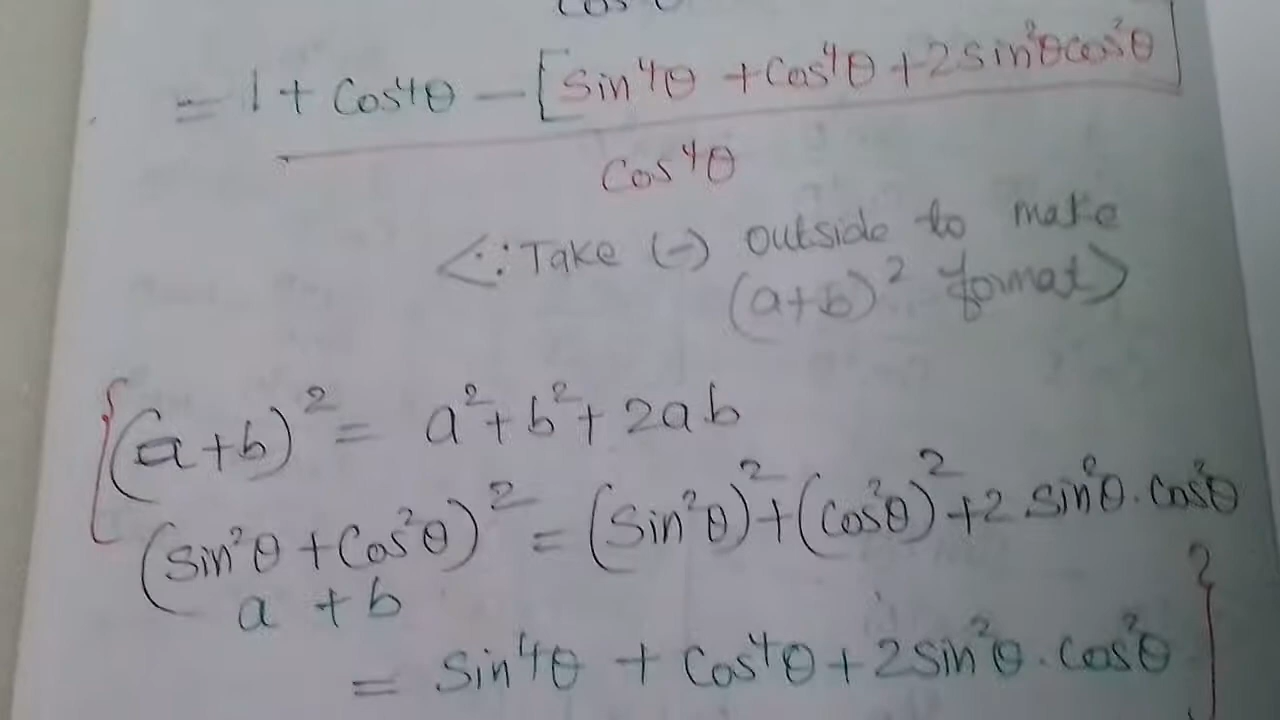 = 1 + Cos⁴θ − [Sin⁴θ + Cos⁴θ + 2Sin²θcos²θ]
Cos⁴θ
<∵ Take (-) outside to make
(a+b)² format>
{(a+b)² = a² + b² + 2ab
(Sin²θ + Cos²θ)² = (Sin²θ)² + (Cos²θ)² + 2 Sin²θ . Cos²θ
a + b
= Sin⁴θ + Cos⁴θ + 2Sin²θ . Cos²θ }